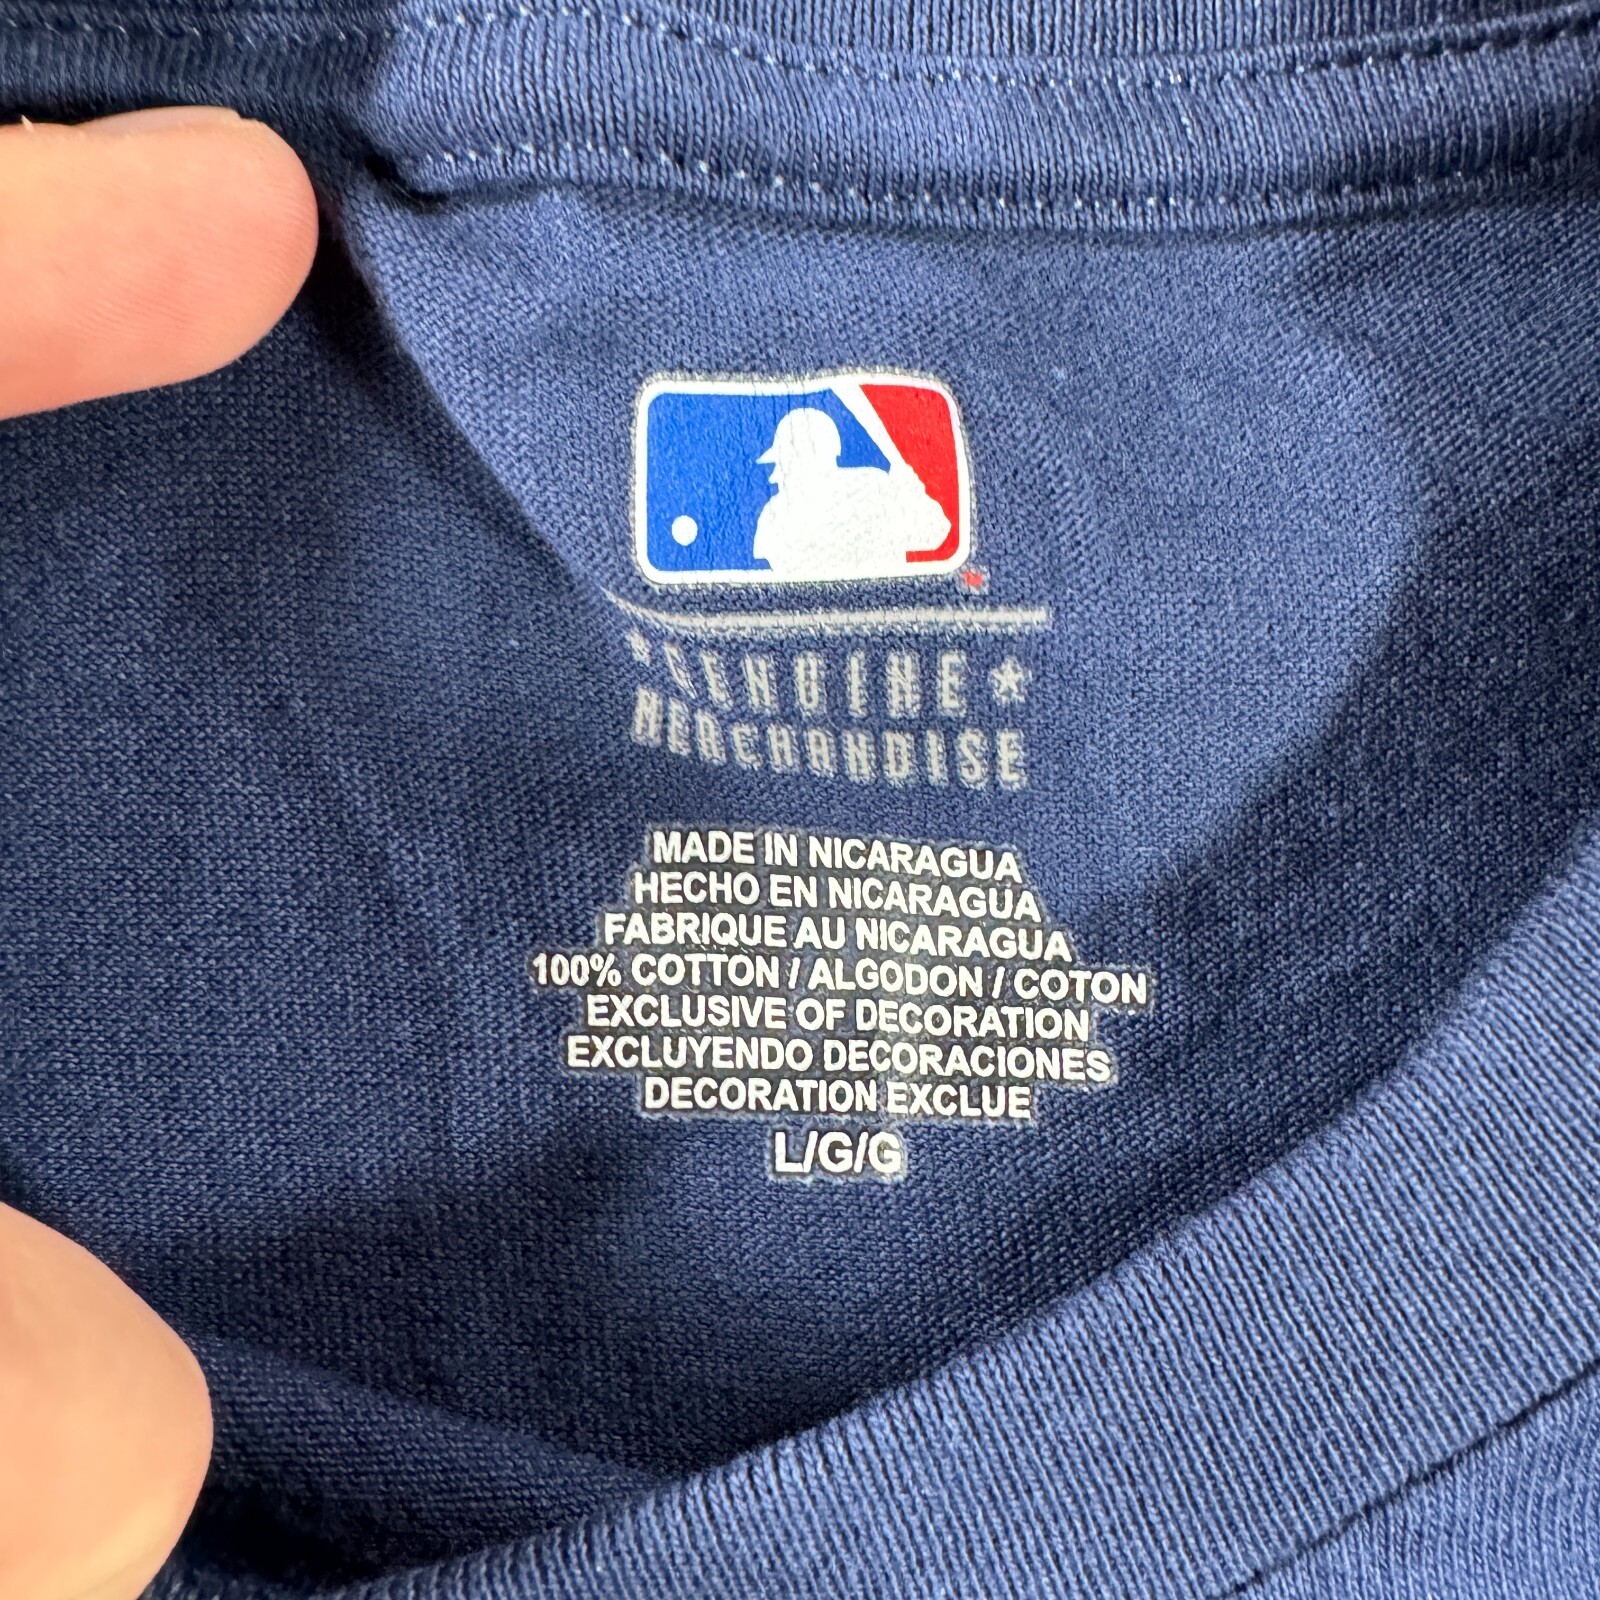 GENUINE ★
MERCHANDISE
MADE IN NICARAGUA
HECHO EN NICARAGUA
FABRIQUE AU NICARAGUA
100% COTTON / ALGODON / COTON
EXCLUSIVE OF DECORATION
EXCLUYENDO DECORACIONES
DECORATION EXCLUE
L/G/G